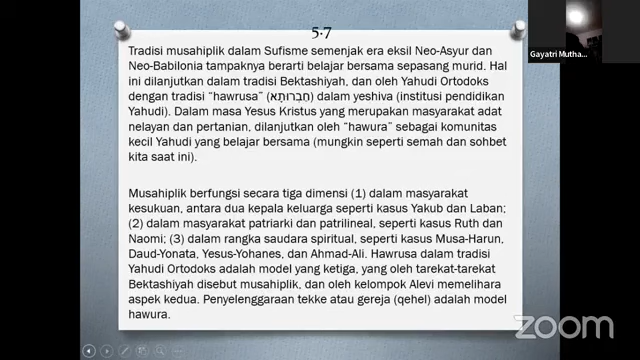 Gayatri Mutha...
5.7
Tradisi musahiplik dalam Sufisme semenjak era eksil Neo-Asyur dan
Neo-Babilonia tampaknya berarti belajar bersama sepasang murid. Hal
ini dilanjutkan dalam tradisi Bektashiyah, dan oleh Yahudi Ortodoks
dengan tradisi “hawrusa” (חַבְרוּתָא) dalam yeshiva (institusi pendidikan
Yahudi). Dalam masa Yesus Kristus yang merupakan masyarakat adat
nelayan dan pertanian, dilanjutkan oleh “hawura” sebagai komunitas
kecil Yahudi yang belajar bersama (mungkin seperti semah dan sohbet
kita saat ini).
Musahiplik berfungsi secara tiga dimensi (1) dalam masyarakat
kesukuan, antara dua kepala keluarga seperti kasus Yakub dan Laban;
(2) dalam masyarakat patriarki dan patrilineal, seperti kasus Ruth dan
Naomi; (3) dalam rangka saudara spiritual, seperti kasus Musa-Harun,
Daud-Yonata, Yesus-Yohanes, dan Ahmad-Ali. Hawrusa dalam tradisi
Yahudi Ortodoks adalah model yang ketiga, yang oleh tarekat-tarekat
Bektashiyah disebut musahiplik, dan oleh kelompok Alevi memelihara
aspek kedua. Penyelenggaraan tekke atau gereja (qehel) adalah model
hawura.
zoom